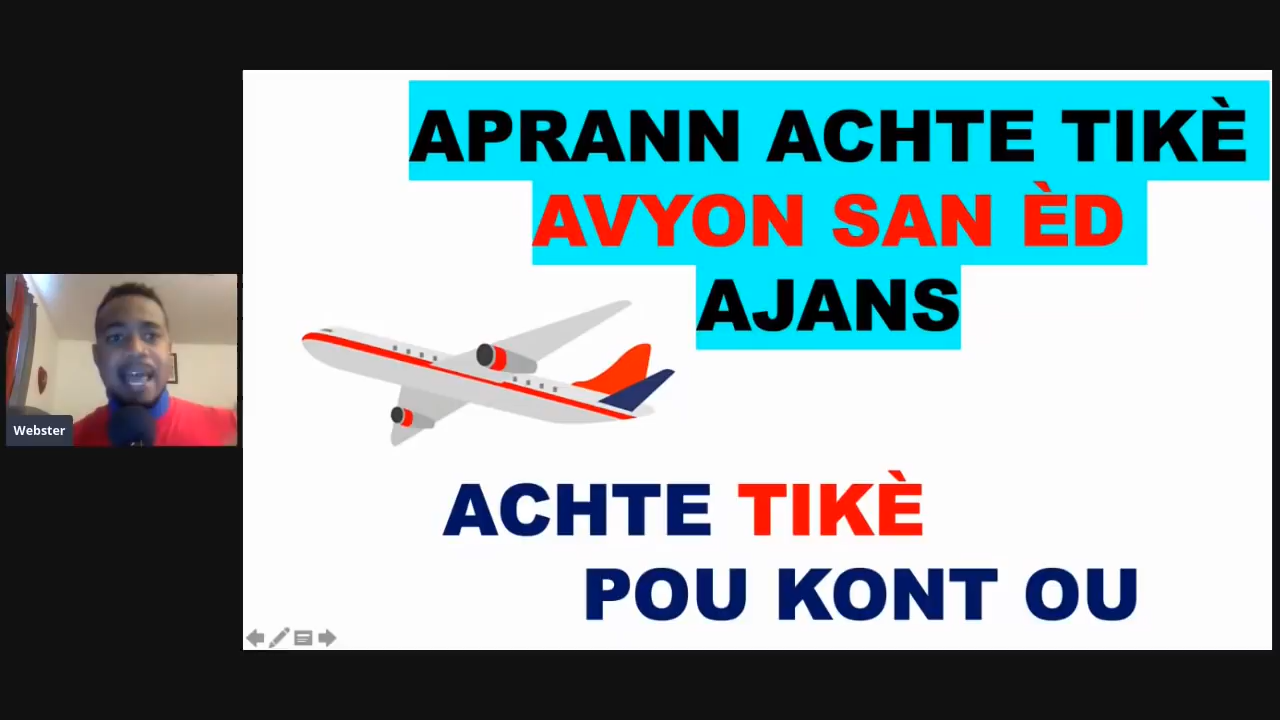 APRANN ACHTE TIKÈ
AVYON SAN ÈD
AJANS
Webster
ACHTE TIKÈ
POU KONT OU